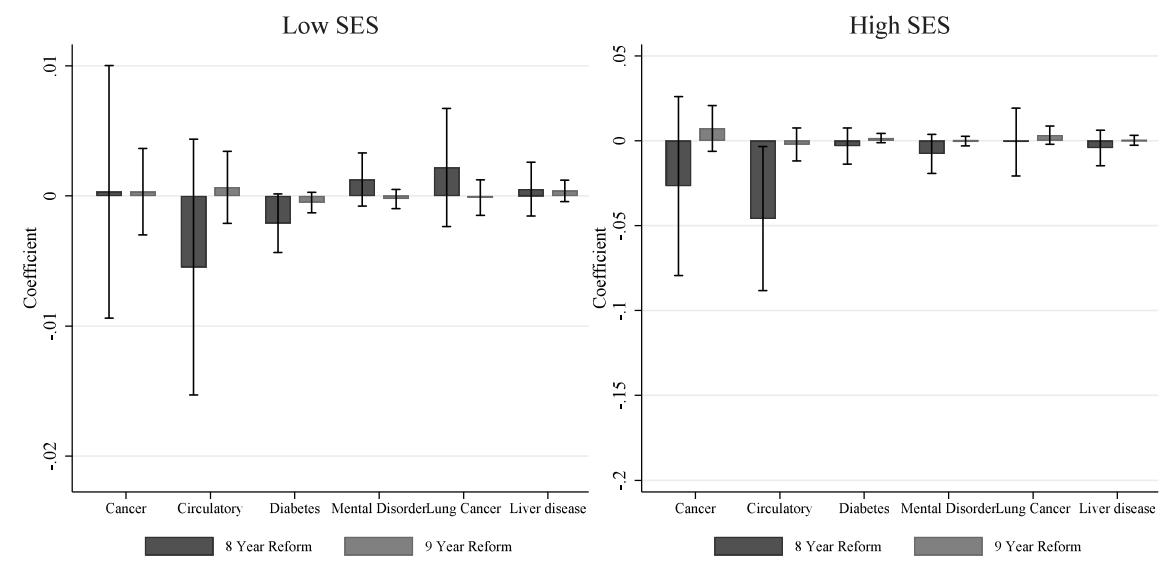 Low SES
.01
0
-.01
-.02
Coefficient
Cancer Circulatory Diabetes Mental Disorder Lung Cancer Liver disease
8 Year Reform 9 Year Reform
High SES
.05
0
-.05
-.1
-.15
-.2
Coefficient
Cancer Circulatory Diabetes Mental Disorder Lung Cancer Liver disease
8 Year Reform 9 Year Reform